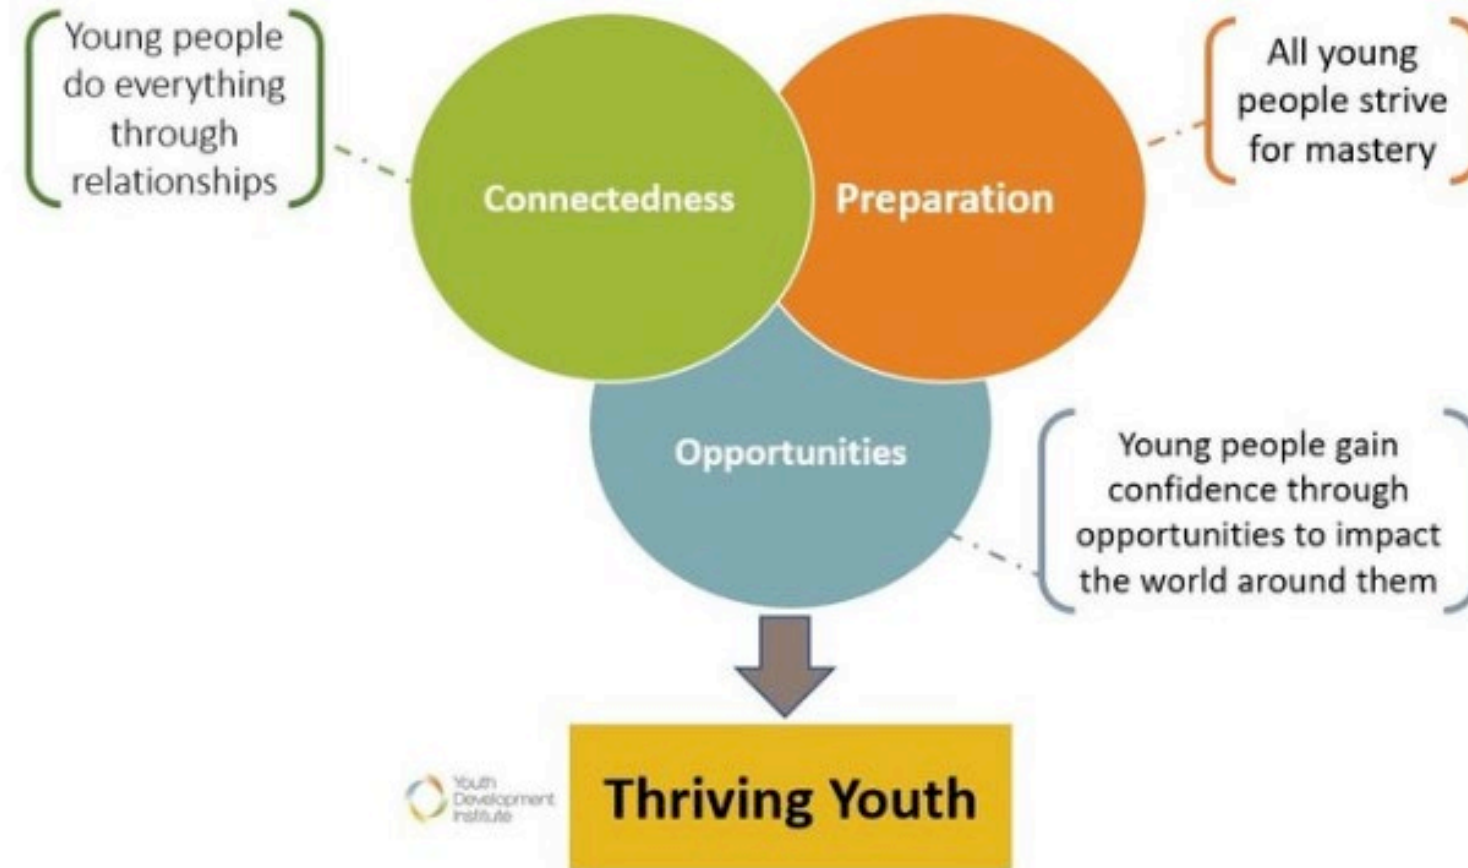 Young people
do everything
through
relationships
Connectedness
Preparation
All young
people strive
for mastery
Opportunities
Young people gain
confidence through
opportunities to impact
the world around them
Youth
Development
Institute
Thriving Youth